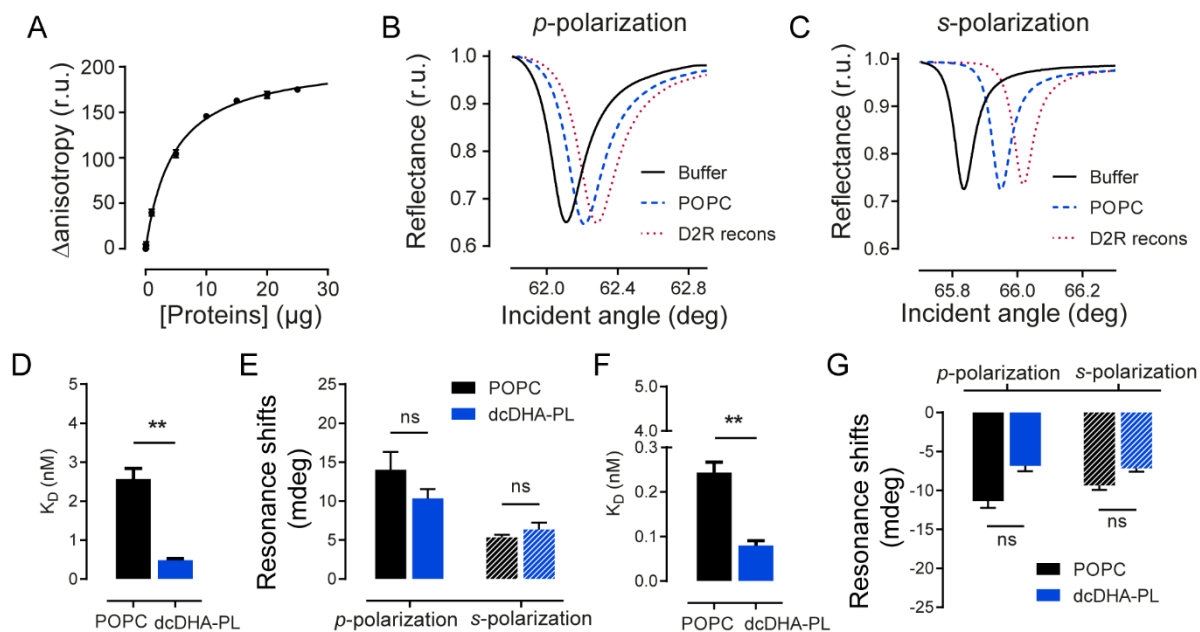 A
Δanisotropy (r.u.)
200
150
100
50
0
0
10
20
30
[Proteins] (µg)
B
p-polarization
Reflectance (r.u.)
1.0
0.9
0.8
0.7
0.6
62.0
62.4
62.8
Incident angle (deg)
Buffer
POPC
D2R recons
C
s-polarization
Reflectance (r.u.)
1.0
0.9
0.8
0.7
0.6
65.8
66.0
66.2
Incident angle (deg)
Buffer
POPC
D2R recons
D
KD (nM)
5
4
3
2
1
0
**
POPC dcDHA-PL
E
Resonance shifts
(mdeg)
25
20
15
10
5
0
POPC
dcDHA-PL
ns
ns
p-polarization
s-polarization
F
KD (nM)
5.0
4.0
0.3
0.2
0.1
0.0
**
POPC dcDHA-PL
G
p-polarization
s-polarization
Resonance shifts
(mdeg)
0
-5
-10
-15
-20
-25
ns
ns
POPC
dcDHA-PL